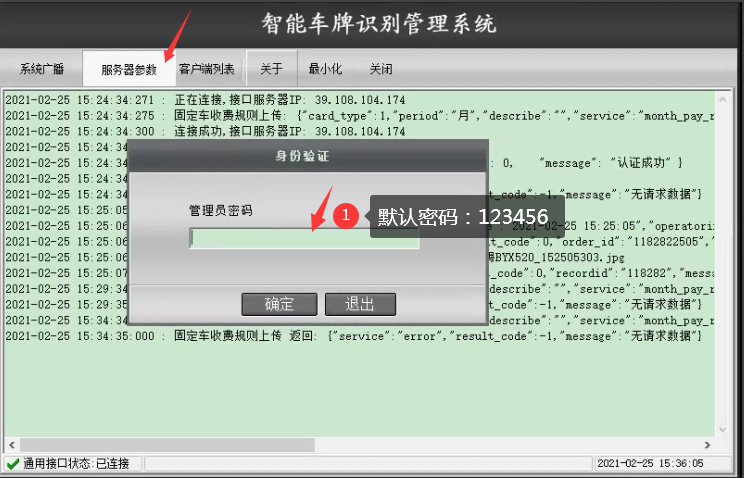 智能车牌识别管理系统
系统广播 服务器参数 客户端列表 关于 最小化 关闭
2021-02-25 15:24:34:271 : 正在连接,接口服务器IP: 39.108.104.174
2021-02-25 15:24:34:275 : 固定车收费规则上传: {"card_type":1,"period":"月","describe":"","service":"month_pay_r
2021-02-25 15:24:34:300 : 连接成功,接口服务器IP: 39.108.104.174
2021-02-25 15:24:34
2021-02-25 15:24:34 : 0, "message": "认证成功" }
2021-02-25 15:24:34
2021-02-25 15:24:34 t_code":-1,"message":"无请求数据"}
2021-02-25 15:25:05
2021-02-25 15:25:06 : 2021-02-25 15:25:05","operatori
2021-02-25 15:25:06 t_code":0,"order_id":"1182822505","
2021-02-25 15:25:06 BYX520_152505303.jpg
2021-02-25 15:25:07 _code":0,"recordid":"118282","messa
2021-02-25 15:29:34 describe":"","service":"month_pay_r
2021-02-25 15:29:35 t_code":-1,"message":"无请求数据"}
2021-02-25 15:34:34 describe":"","service":"month_pay_r
2021-02-25 15:34:35:000 : 固定车收费规则上传 返回: {"service":"error","result_code":-1,"message":"无请求数据"}
身份验证
管理员密码
1 默认密码：123456
确定 退出
通用接口状态:已连接 2021-02-25 15:36:05